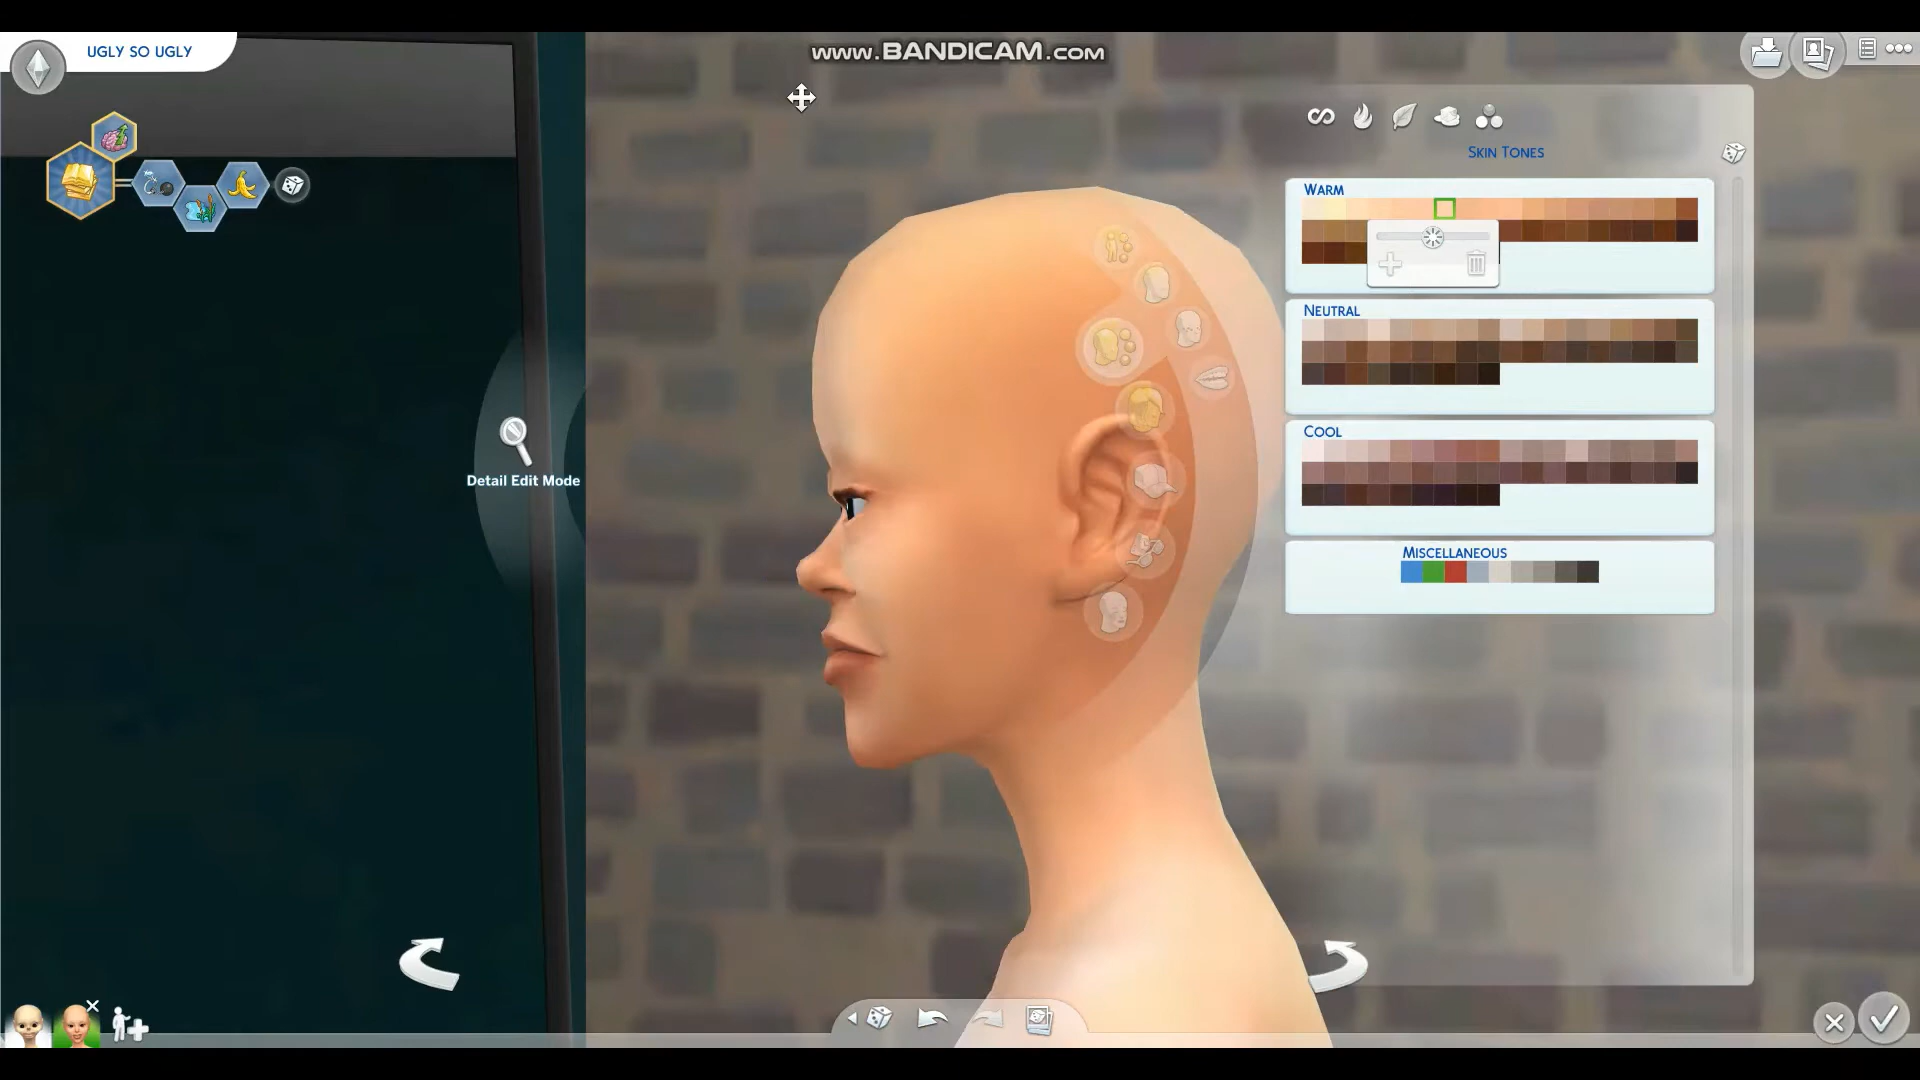 UGLY SO UGLY
www.BANDICAM.com
SKIN TONES
WARM
NEUTRAL
Detail Edit Mode
COOL
MISCELLANEOUS